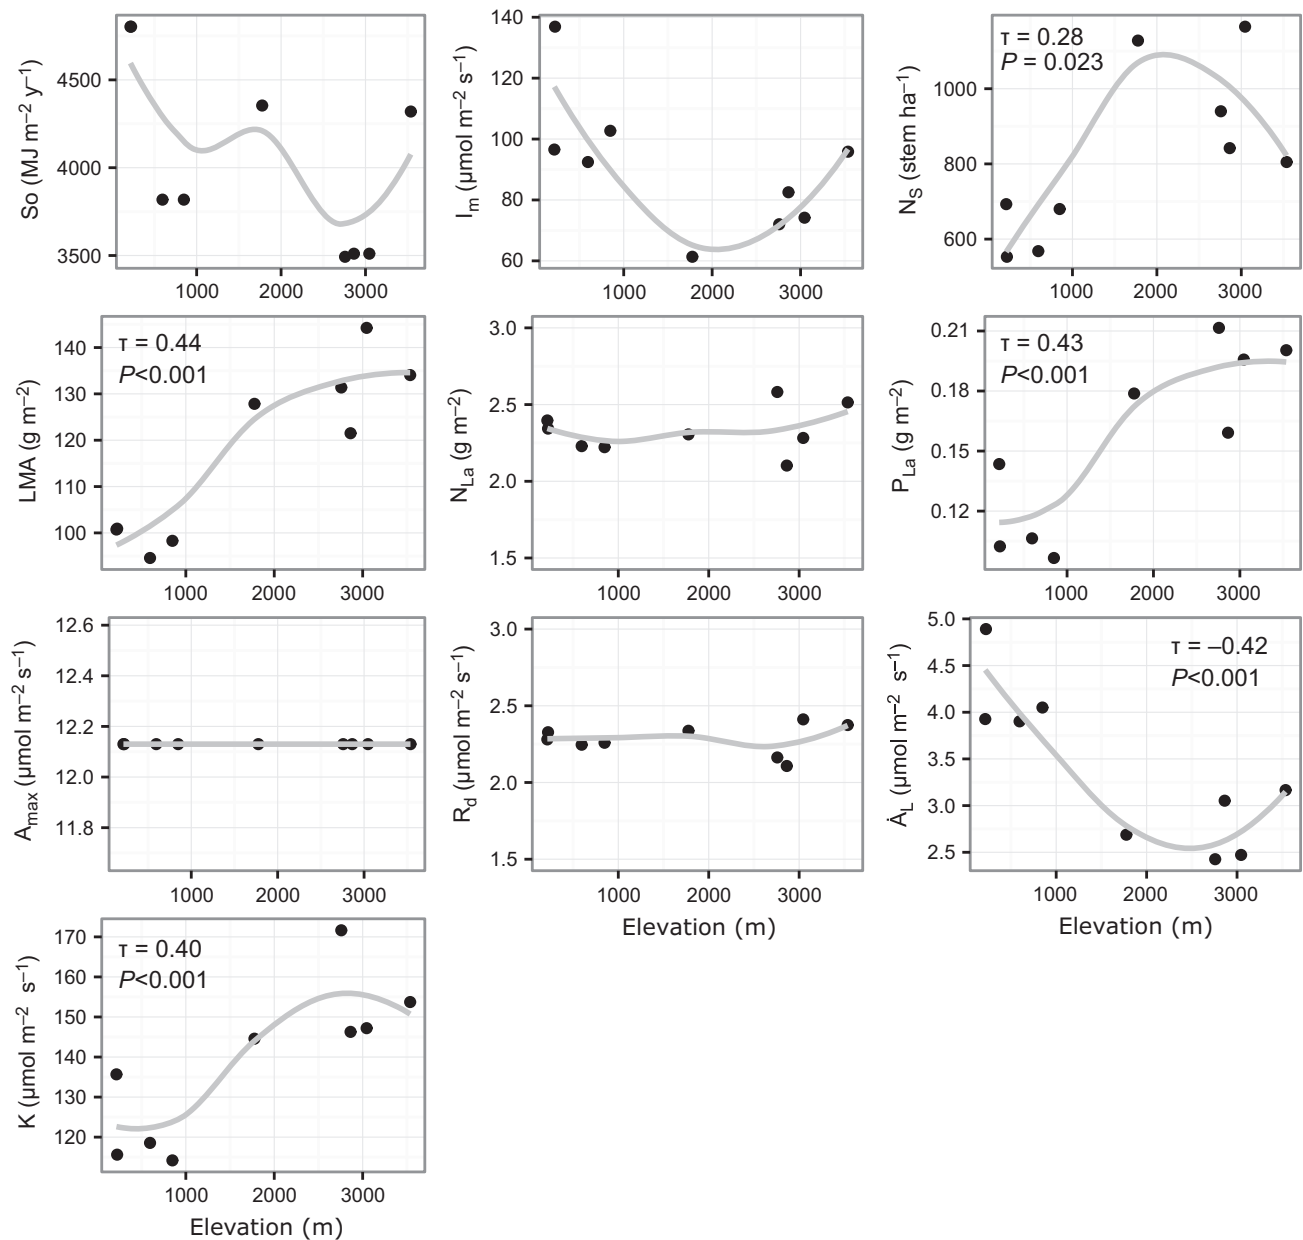 So (MJ m⁻² y⁻¹)
4500
4000
3500
1000 2000 3000
I_m (μmol m⁻² s⁻¹)
140
120
100
80
60
1000 2000 3000
N_S (stem ha⁻¹)
τ = 0.28
P = 0.023
1000
800
600
1000 2000 3000
LMA (g m⁻²)
τ = 0.44
P<0.001
140
130
120
110
100
1000 2000 3000
N_La (g m⁻²)
3.0
2.5
2.0
1.5
1000 2000 3000
P_La (g m⁻²)
τ = 0.43
P<0.001
0.21
0.18
0.15
0.12
1000 2000 3000
A_max (μmol m⁻² s⁻¹)
12.6
12.4
12.2
12.0
11.8
1000 2000 3000
R_d (μmol m⁻² s⁻¹)
3.0
2.5
2.0
1.5
1000 2000 3000
Elevation (m)
Ȧ_L (μmol m⁻² s⁻¹)
τ = –0.42
P<0.001
5.0
4.5
4.0
3.5
3.0
2.5
1000 2000 3000
Elevation (m)
K (μmol m⁻² s⁻¹)
τ = 0.40
P<0.001
170
160
150
140
130
120
1000 2000 3000
Elevation (m)